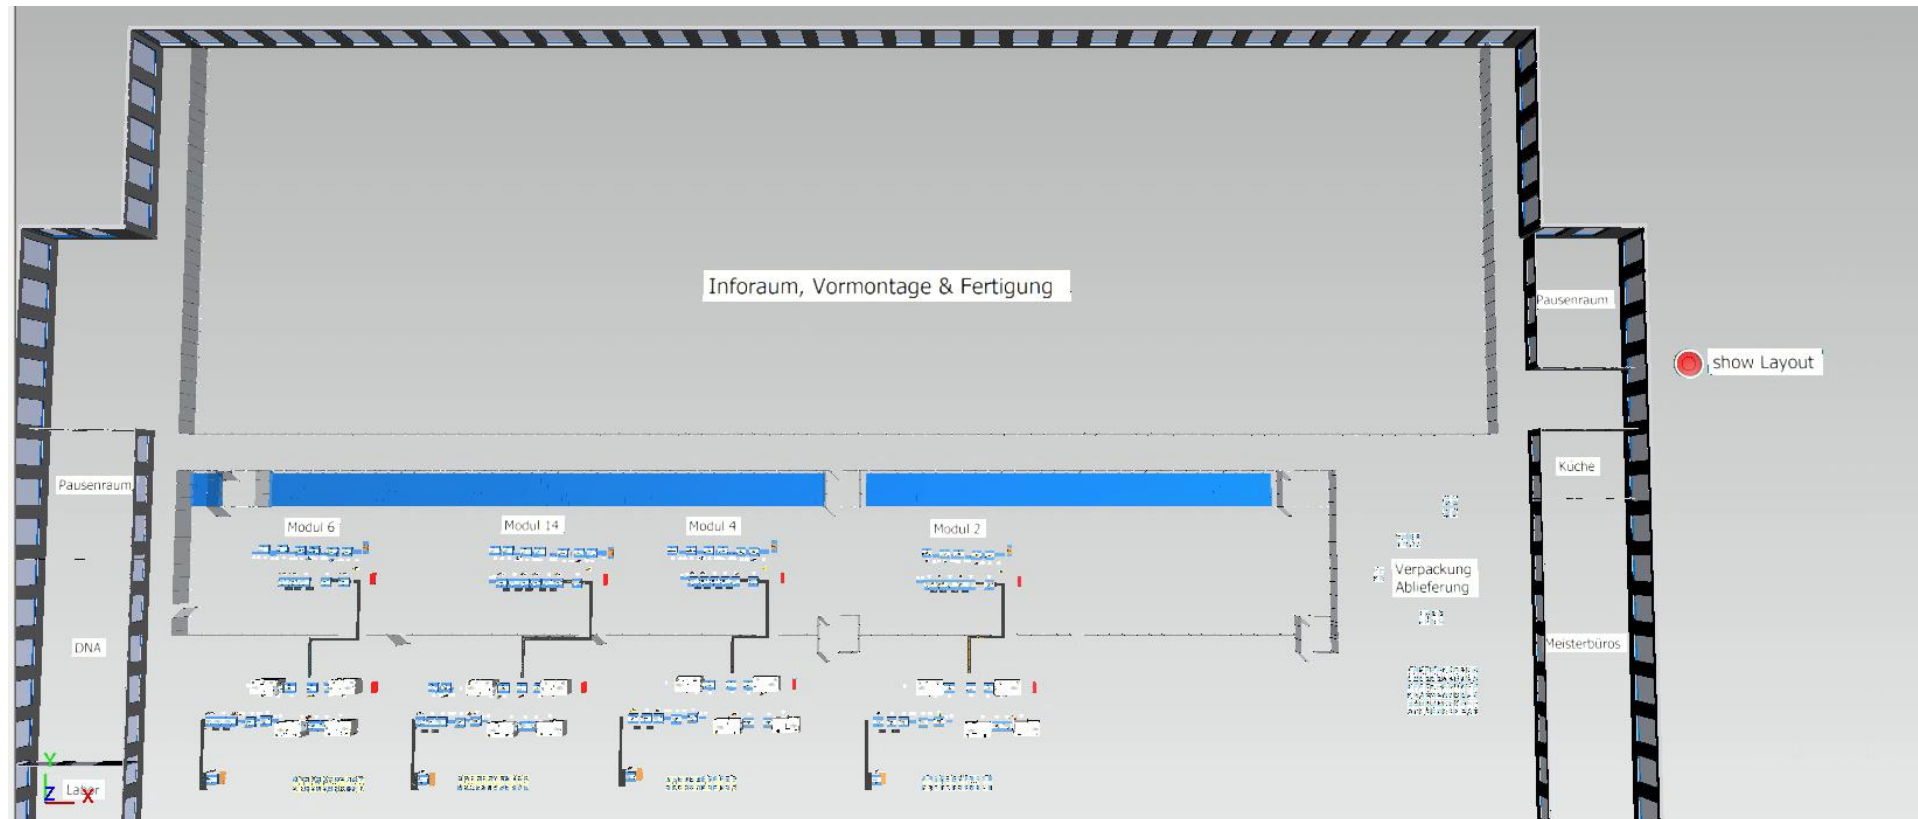 Inforaum, Vormontage & Fertigung
Pausenraum
show Layout
Küche
Pausenraum
Modul 6
Modul 14
Modul 4
Modul 2
Verpackung
Ablieferung
DNA
Meisterbüros
Labor
Y
Z
X